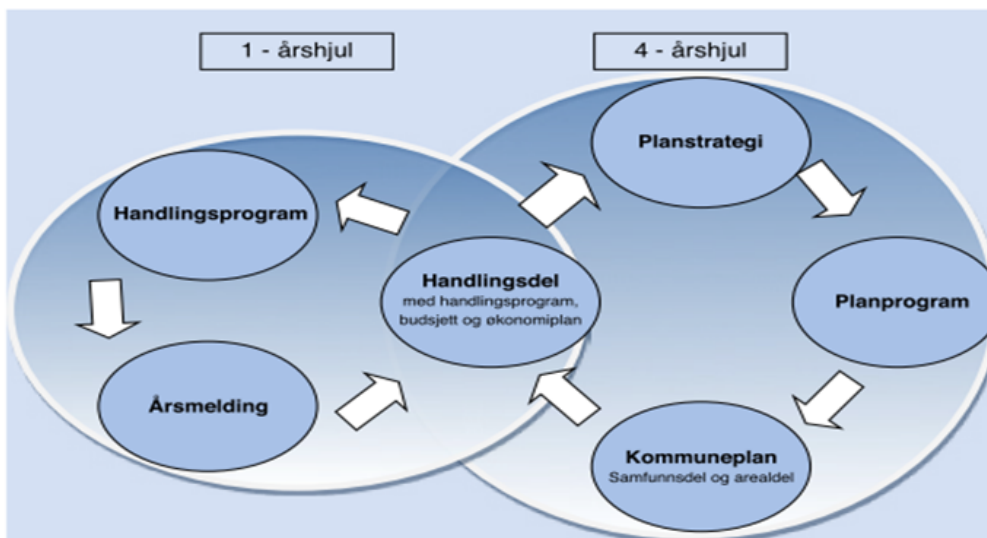 1 - årshjul
4 - årshjul
Planstrategi
Handlingsprogram
Handlingsdel
med handlingsprogram,
budsjett og økonomiplan
Planprogram
Årsmelding
Kommuneplan
Samfunnsdel og arealdel